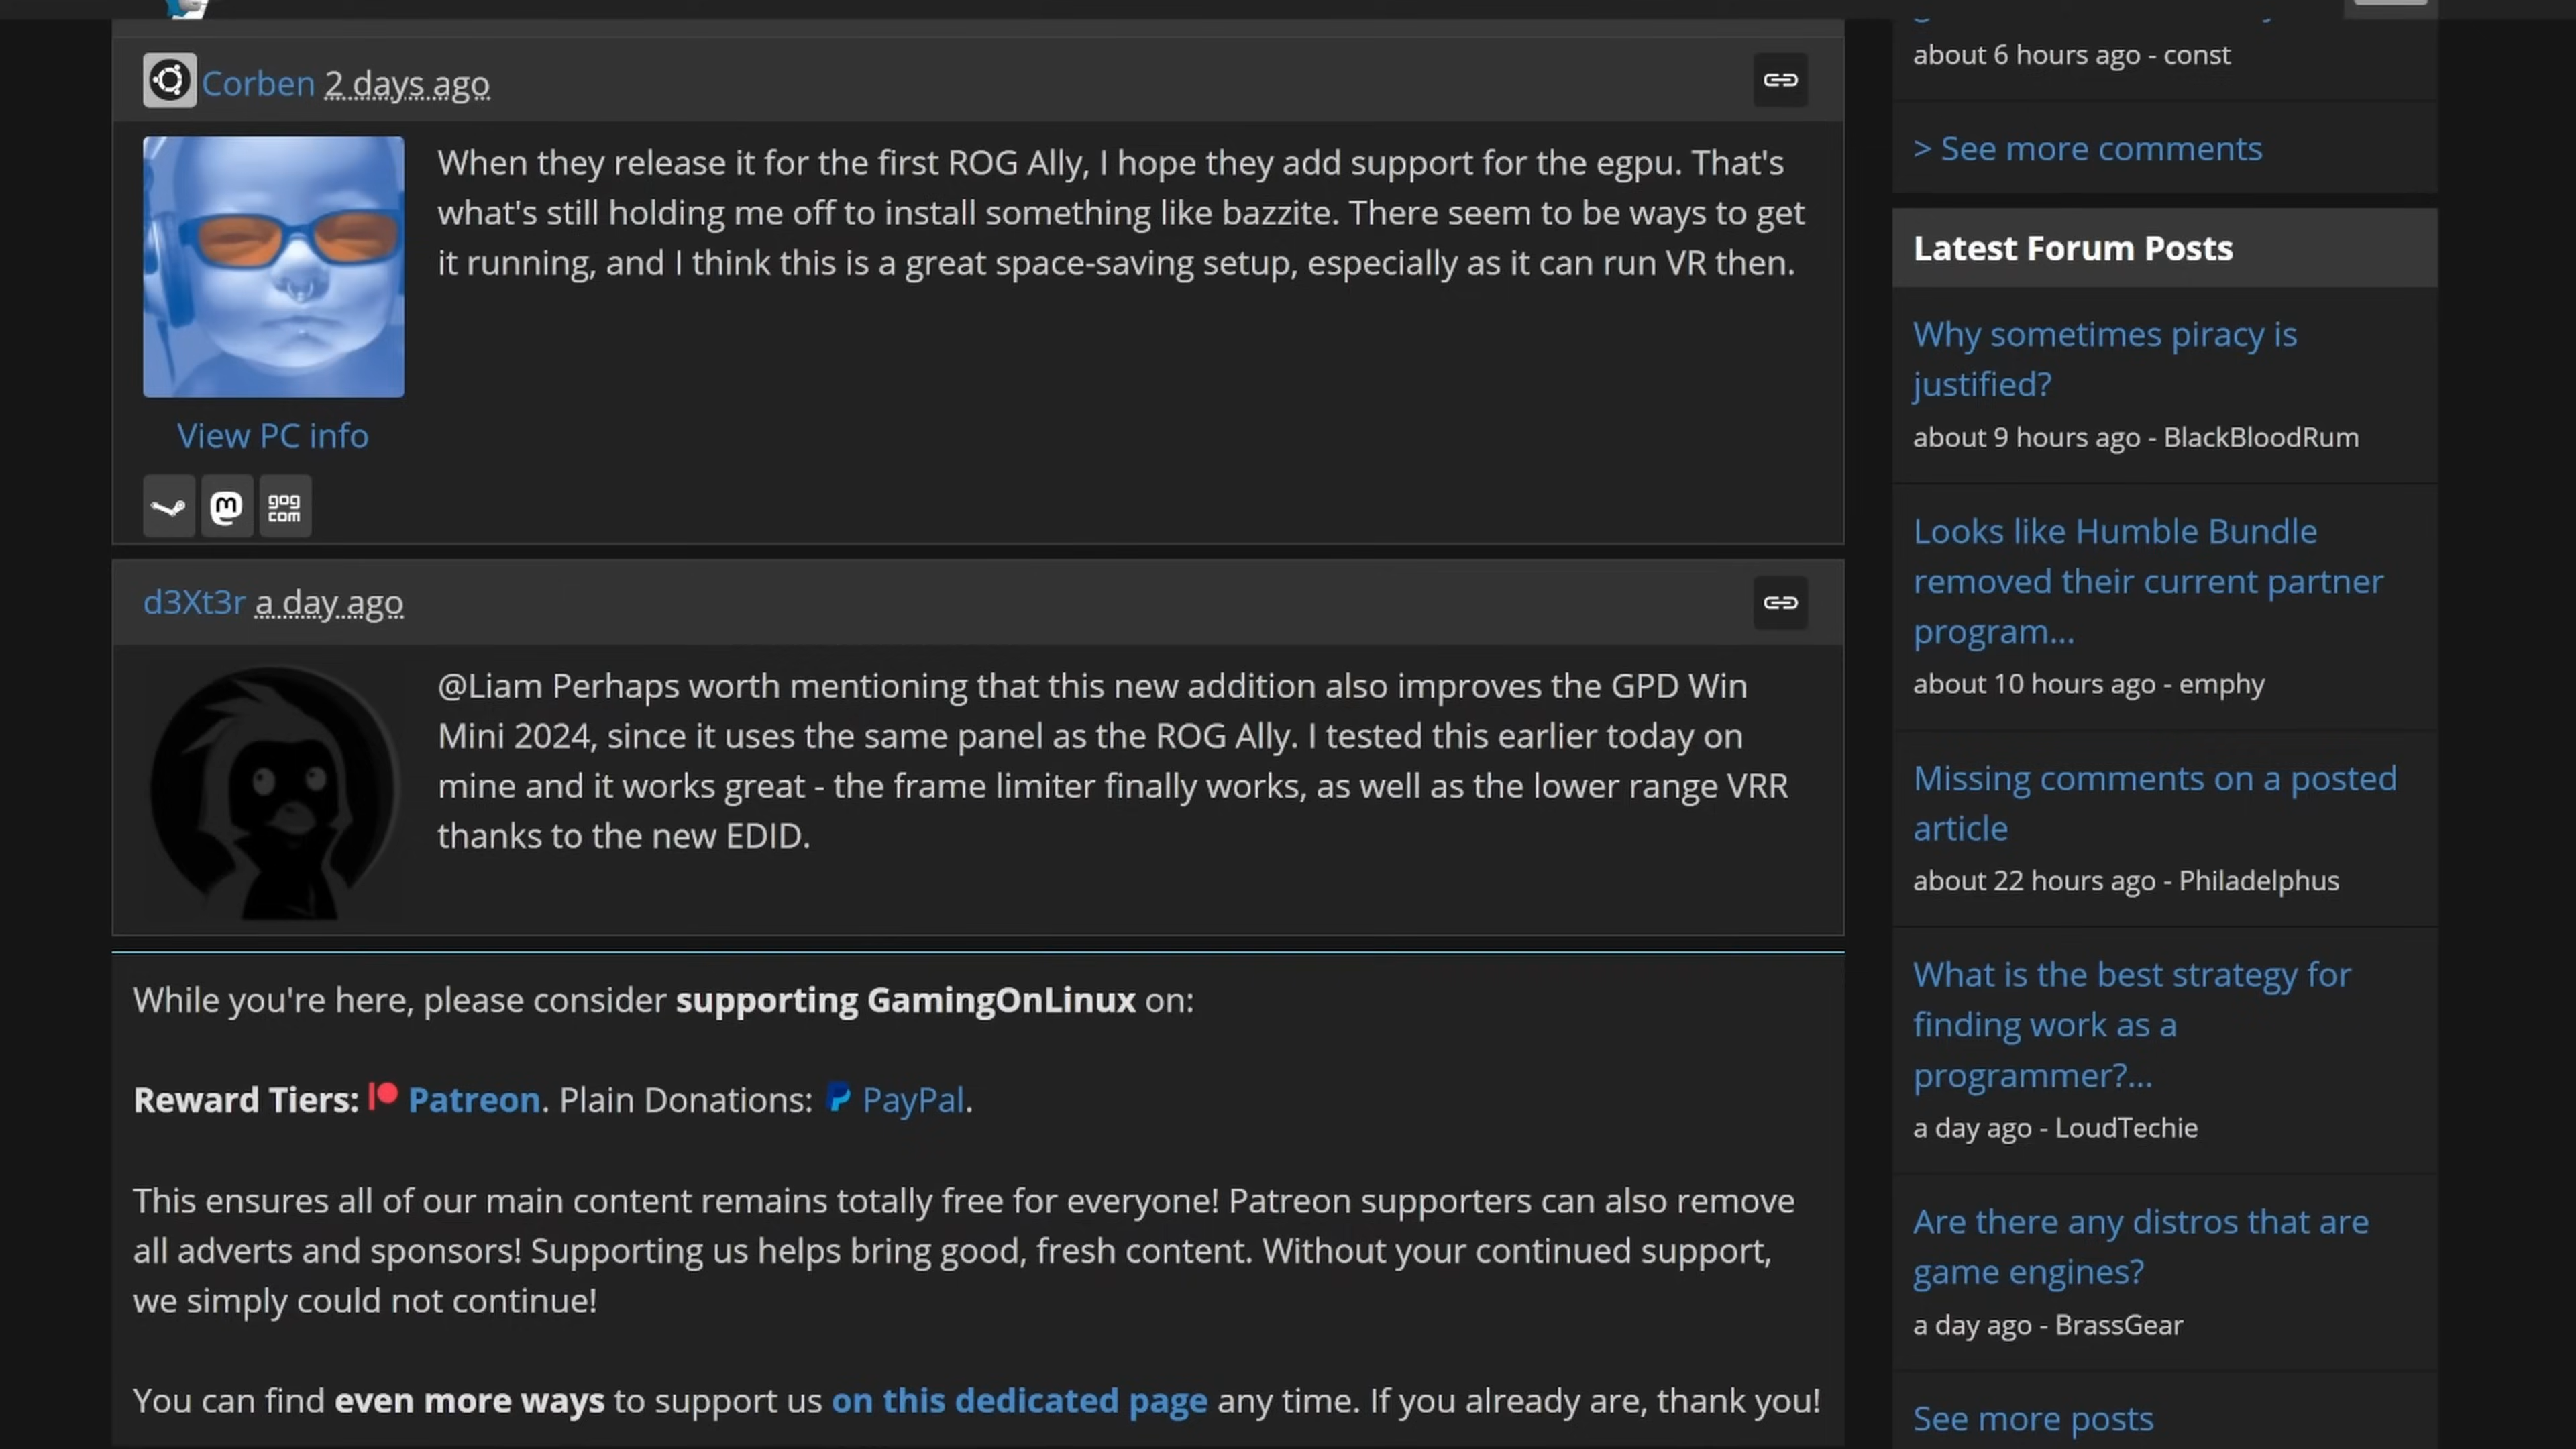 Corben 2 days ago
When they release it for the first ROG Ally, I hope they add support for the egpu. That's
what's still holding me off to install something like bazzite. There seem to be ways to get
it running, and I think this is a great space-saving setup, especially as it can run VR then.
View PC info
m
gog
com
d3Xt3r a day ago
@Liam Perhaps worth mentioning that this new addition also improves the GPD Win
Mini 2024, since it uses the same panel as the ROG Ally. I tested this earlier today on
mine and it works great - the frame limiter finally works, as well as the lower range VRR
thanks to the new EDID.
While you're here, please consider supporting GamingOnLinux on:
Reward Tiers: Patreon. Plain Donations: PayPal.
This ensures all of our main content remains totally free for everyone! Patreon supporters can also remove
all adverts and sponsors! Supporting us helps bring good, fresh content. Without your continued support,
we simply could not continue!
You can find even more ways to support us on this dedicated page any time. If you already are, thank you!
about 6 hours ago - const
> See more comments
Latest Forum Posts
Why sometimes piracy is
justified?
about 9 hours ago - BlackBloodRum
Looks like Humble Bundle
removed their current partner
program...
about 10 hours ago - emphy
Missing comments on a posted
article
about 22 hours ago - Philadelphus
What is the best strategy for
finding work as a
programmer?...
a day ago - LoudTechie
Are there any distros that are
game engines?
a day ago - BrassGear
See more posts